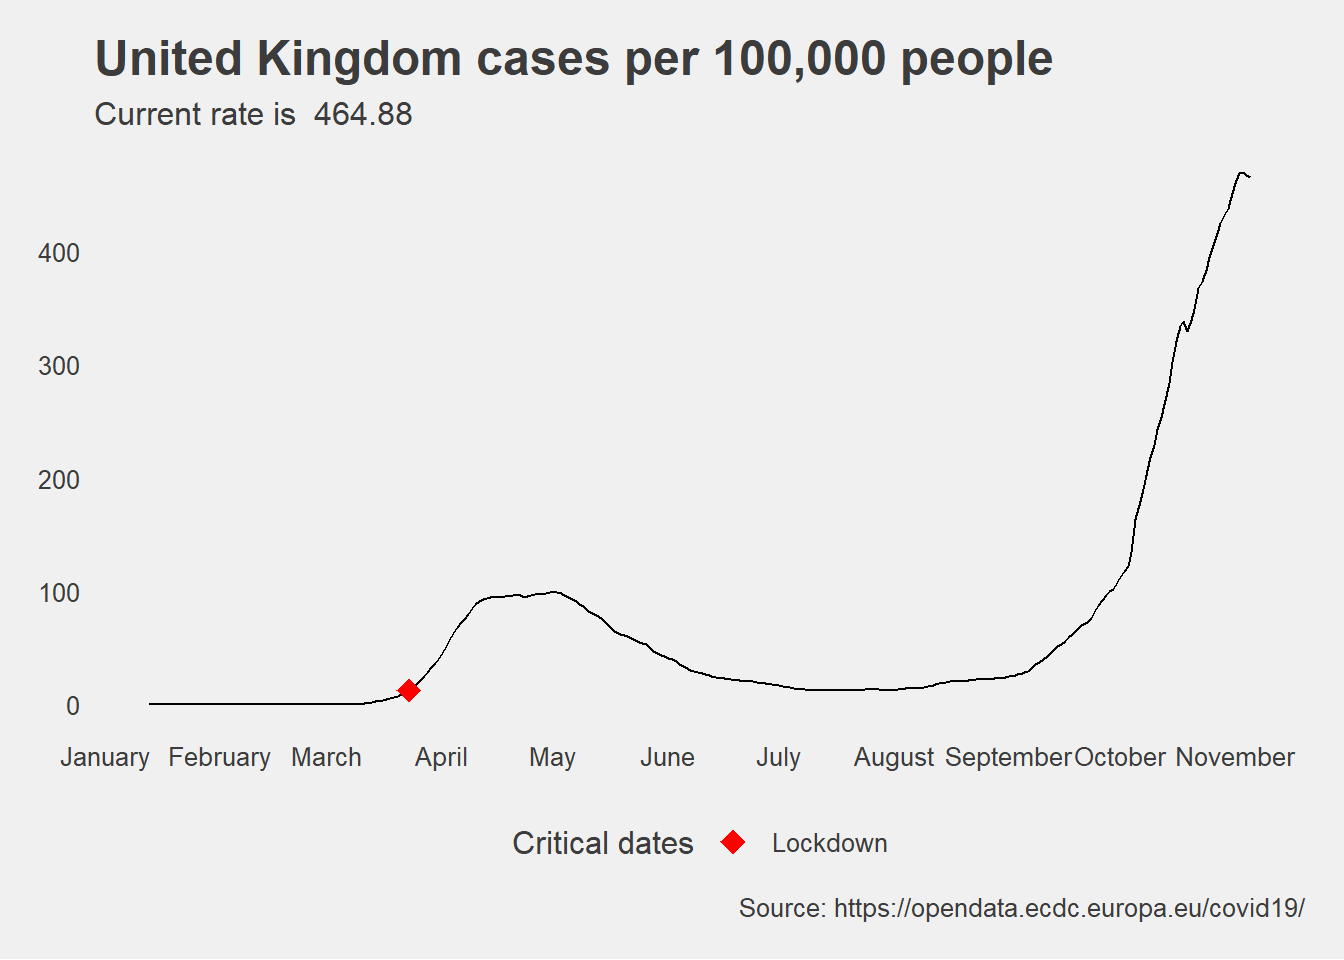 United Kingdom cases per 100,000 people
Current rate is  464.88
400
300
200
100
0
January February March April May June July August September October November
Critical dates Lockdown
Source: https://opendata.ecdc.europa.eu/covid19/